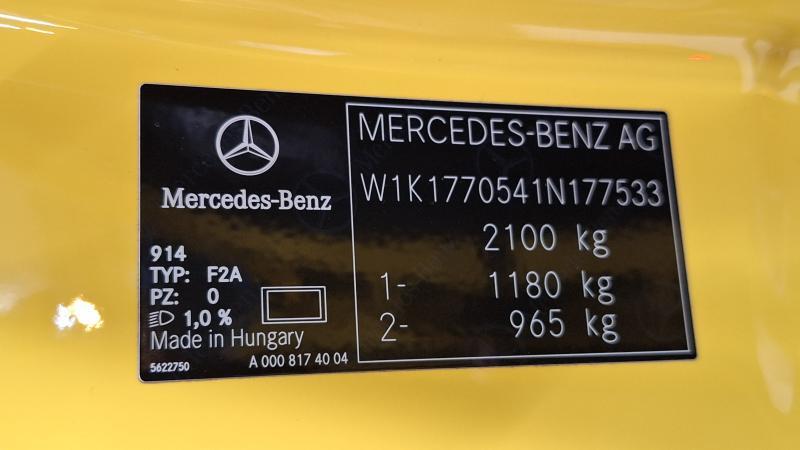 Mercedes-Benz
914
TYP: F2A
PZ: 0
1,0 %
Made in Hungary
5622750
A 000 817 40 04
MERCEDES-BENZ AG
W1K1770541N177533
2100 kg
1- 1180 kg
2- 965 kg